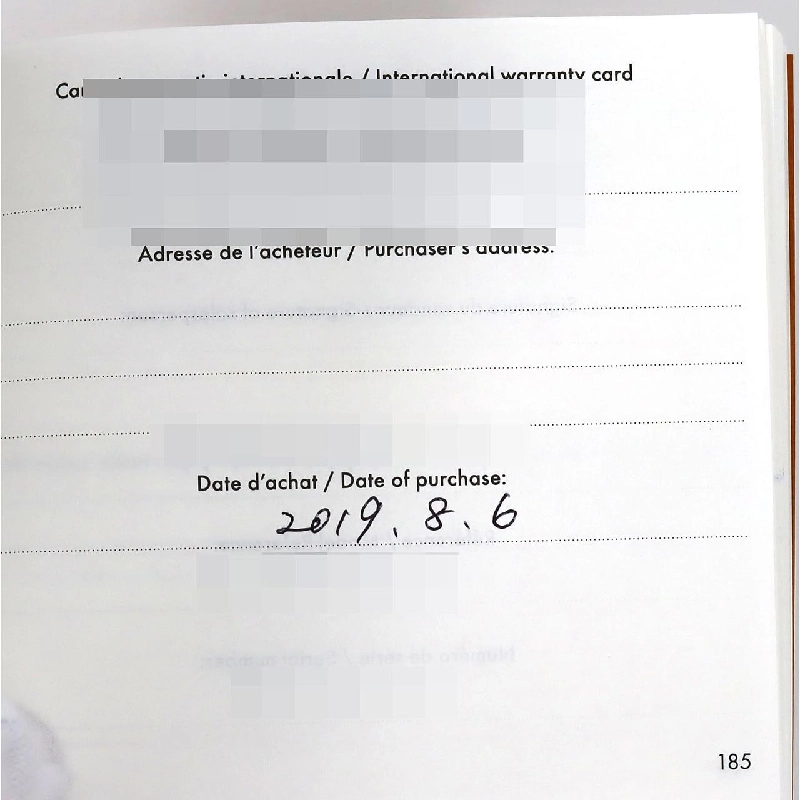 / International warranty card
Adresse de l'acheteur / Purchaser's address:
Date d'achat / Date of purchase:
2019.8.6
185